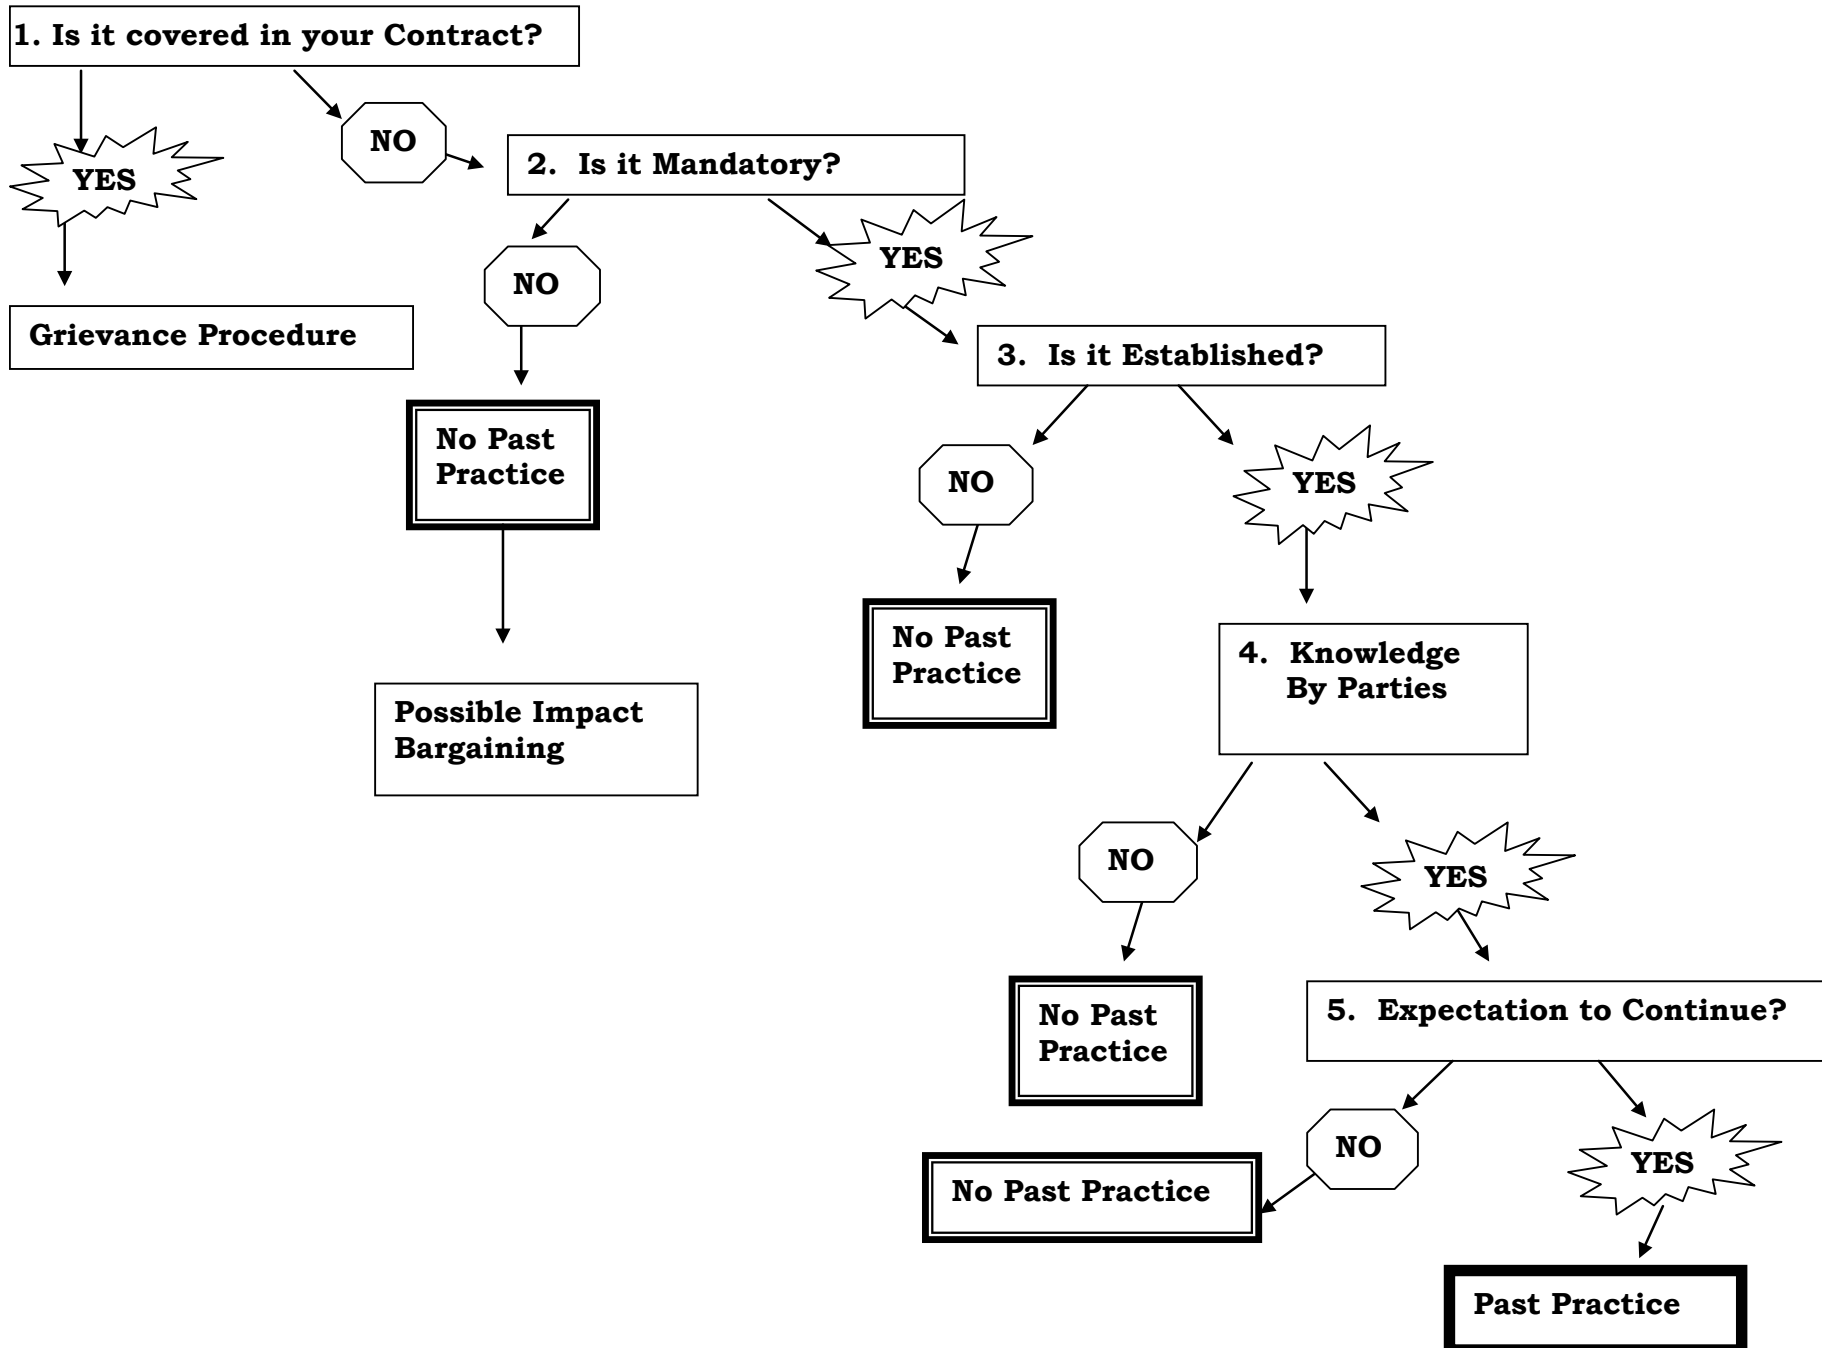 1. Is it covered in your Contract?
NO
YES
2. Is it Mandatory?
NO
YES
Grievance Procedure
3. Is it Established?
No Past
Practice
NO
YES
No Past
Practice
4. Knowledge
By Parties
Possible Impact
Bargaining
NO
YES
No Past
Practice
5. Expectation to Continue?
NO
YES
No Past Practice
Past Practice